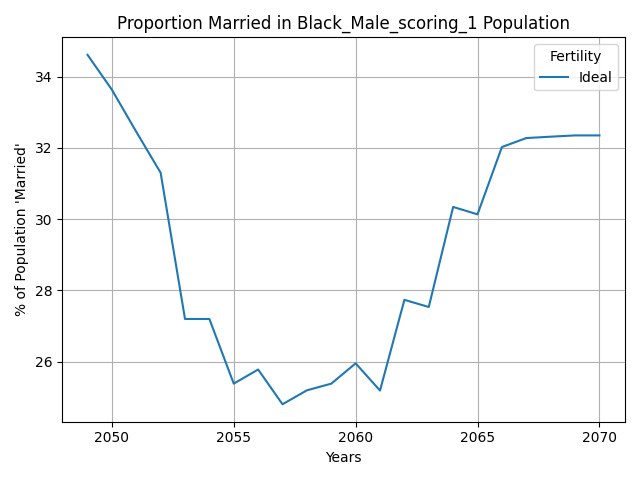 Proportion Married in Black_Male_scoring_1 Population
Fertility
Ideal
% of Population 'Married'
34
32
30
28
26
2050
2055
2060
2065
2070
Years